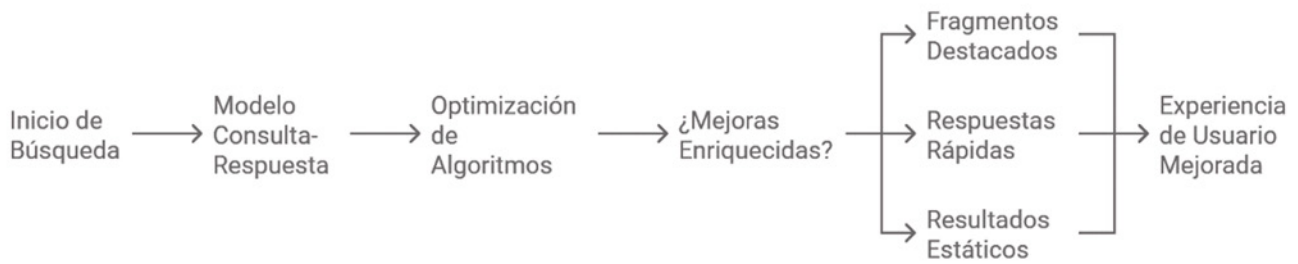 Inicio de
Búsqueda
Modelo
Consulta-
Respuesta
Optimización
de
Algoritmos
¿Mejoras
Enriquecidas?
Fragmentos
Destacados
Respuestas
Rápidas
Resultados
Estáticos
Experiencia
de Usuario
Mejorada